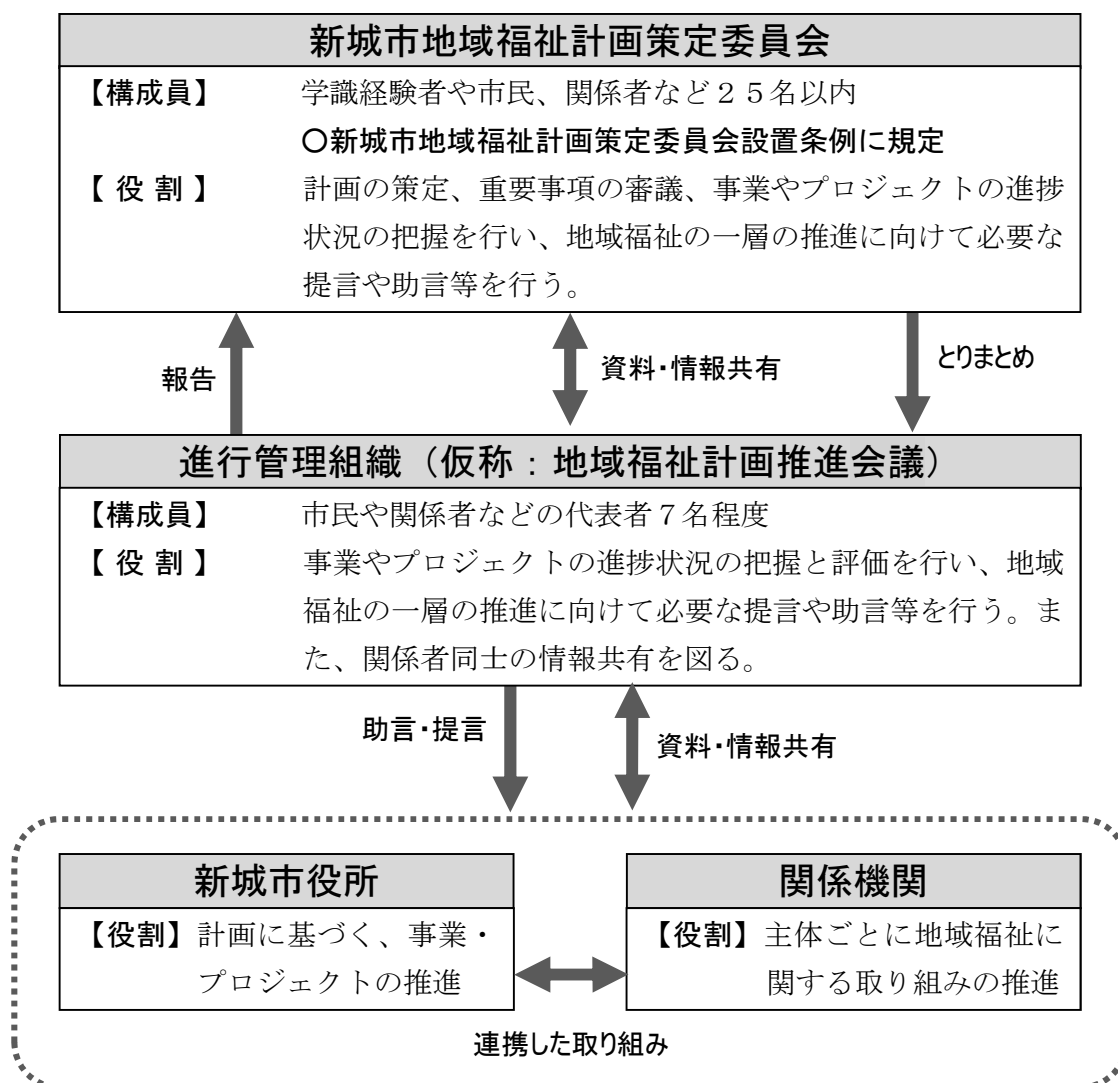 新城市地域福祉計画策定委員会
【構成員】 学識経験者や市民、関係者など２５名以内
〇新城市地域福祉計画策定委員会設置条例に規定
【 役 割 】 計画の策定、重要事項の審議、事業やプロジェクトの進捗
状況の把握を行い、地域福祉の一層の推進に向けて必要な
提言や助言等を行う。
報告
資料・情報共有
とりまとめ
進行管理組織（仮称：地域福祉計画推進会議）
【構成員】 市民や関係者などの代表者７名程度
【 役 割 】 事業やプロジェクトの進捗状況の把握と評価を行い、地域
福祉の一層の推進に向けて必要な提言や助言等を行う。ま
た、関係者同士の情報共有を図る。
助言・提言
資料・情報共有
新城市役所
【役割】計画に基づく、事業・
プロジェクトの推進
関係機関
【役割】主体ごとに地域福祉に
関する取り組みの推進
連携した取り組み